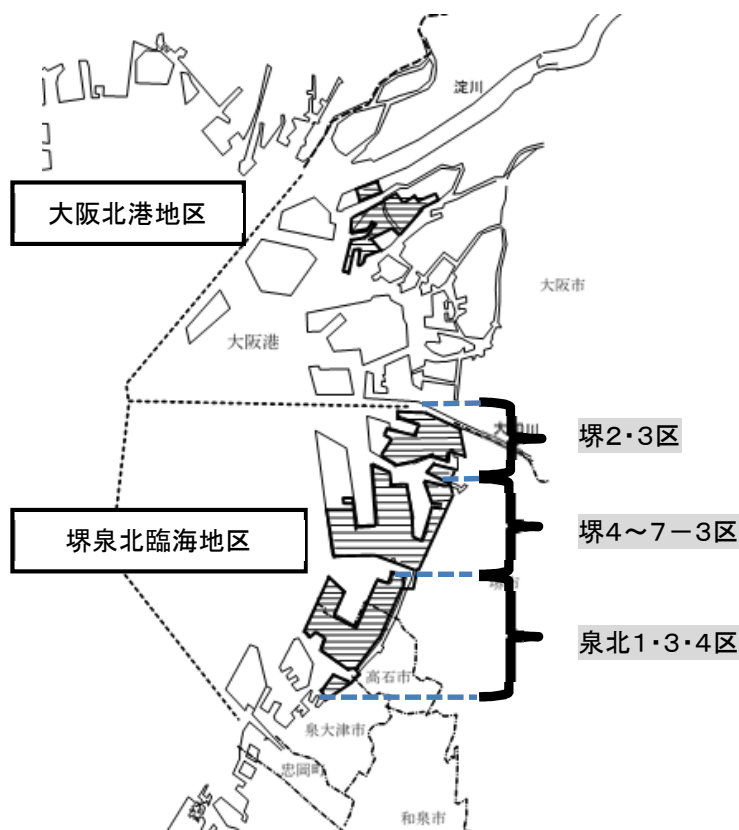 淀川
大阪北港地区
大阪市
大阪港
堺2・3区
堺泉北臨海地区
堺4～7－3区
泉北1・3・4区
高石市
泉大津市
忠岡町
和泉市